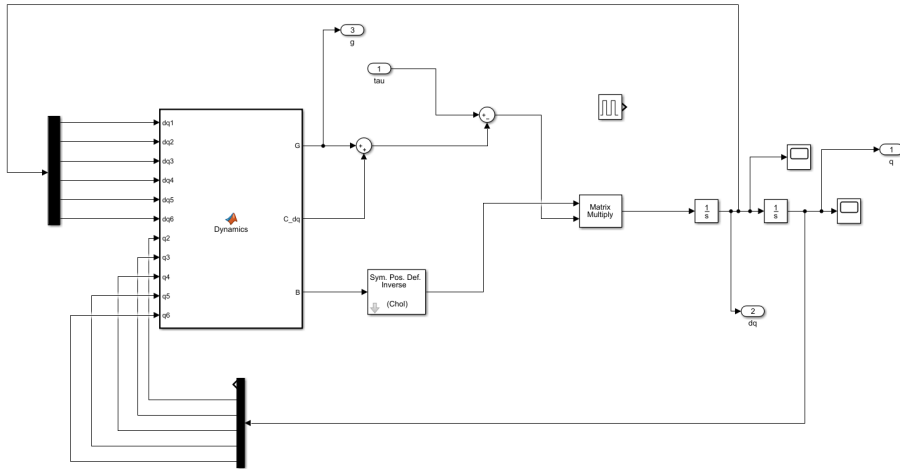 3
g
1
tau
dq1
dq2
dq3
dq4
dq5
dq6
q2
q3
q4
q5
q6
Dynamics
G
C_dq
B
+
+
+
−
Sym. Pos. Def.
Inverse
(Chol)
Matrix
Multiply
1
s
1
s
1
q
2
dq